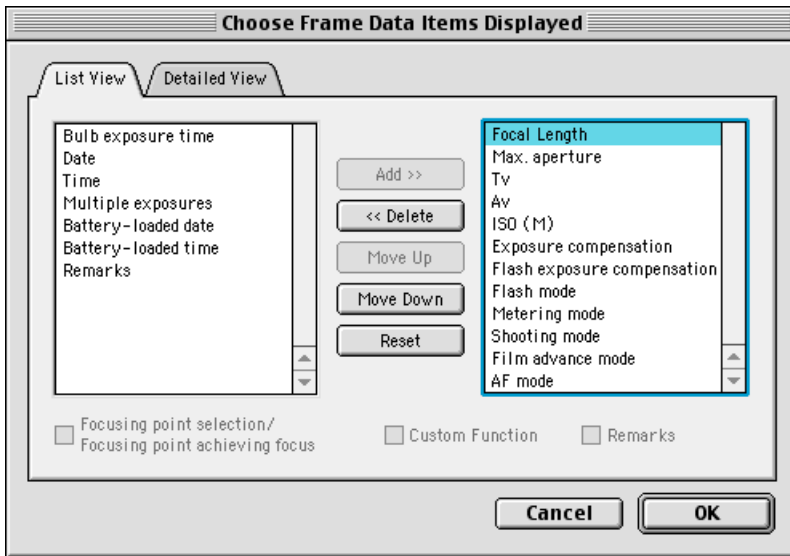 Choose Frame Data Items Displayed
List View
Detailed View
Bulb exposure time
Date
Time
Multiple exposures
Battery-loaded date
Battery-loaded time
Remarks
Add >>
<< Delete
Move Up
Move Down
Reset
Focal Length
Max. aperture
Tv
Av
ISO (M)
Exposure compensation
Flash exposure compensation
Flash mode
Metering mode
Shooting mode
Film advance mode
AF mode
Focusing point selection/
Focusing point achieving focus
Custom Function
Remarks
Cancel
OK